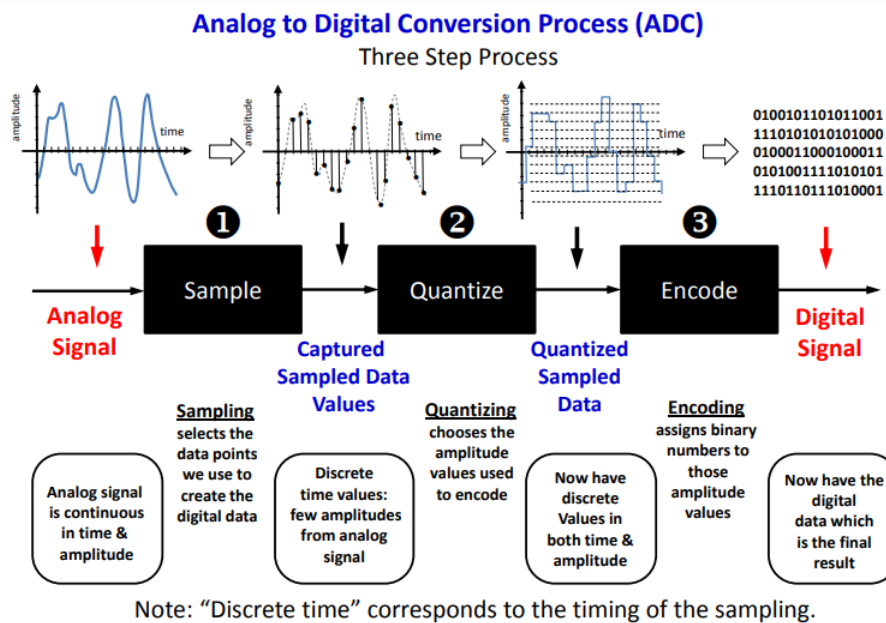 Analog to Digital Conversion Process (ADC)
Three Step Process
amplitude
time
amplitude
time
amplitude
time
0100101101011001
1110101010101000
0100011000100011
0101001111010101
1110110111010001
1
2
3
Sample
Quantize
Encode
Analog
Signal
Captured
Sampled Data
Values
Quantized
Sampled
Data
Digital
Signal
Sampling
selects the
data points
we use to
create the
digital data
Quantizing
chooses the
amplitude
values used
to encode
Encoding
assigns binary
numbers to
those
amplitude
values
Analog signal
is continuous
in time &
amplitude
Discrete
time values:
few amplitudes
from analog
signal
Now have
discrete
Values in
both time &
amplitude
Now have the
digital
data which
is the final
result
Note: “Discrete time” corresponds to the timing of the sampling.